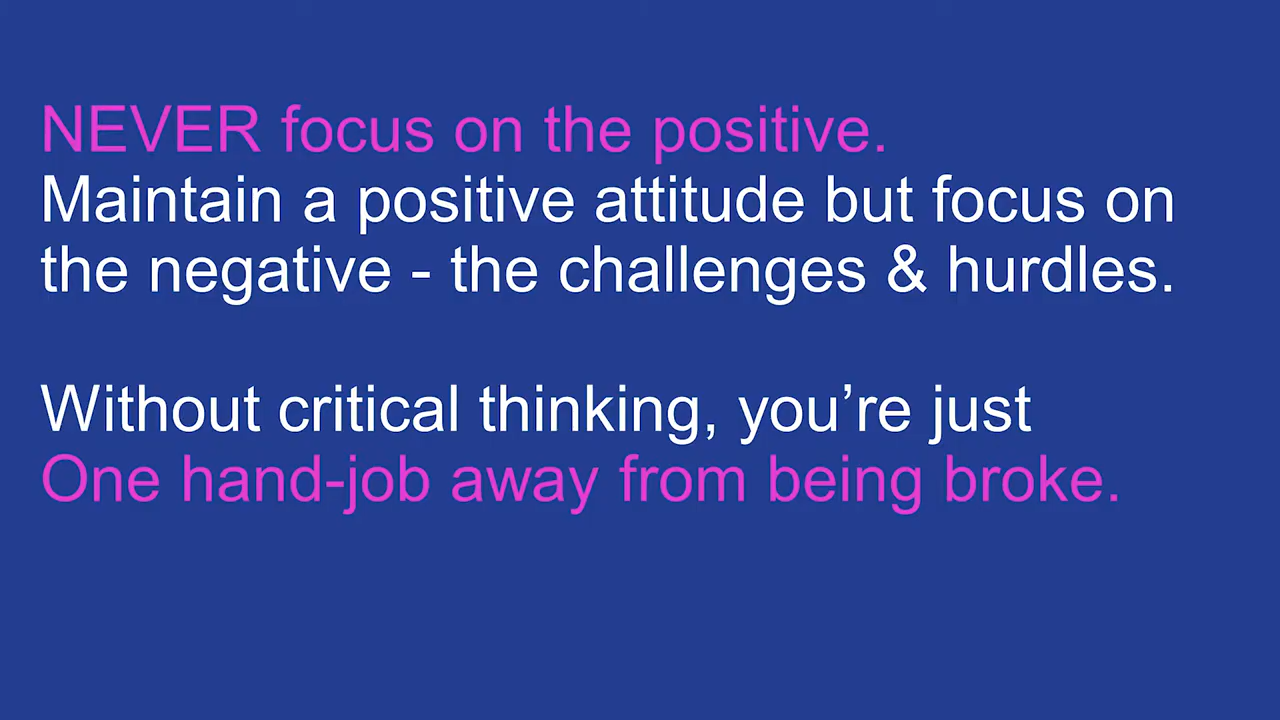 NEVER focus on the positive.
Maintain a positive attitude but focus on
the negative - the challenges & hurdles.
Without critical thinking, you’re just
One hand-job away from being broke.